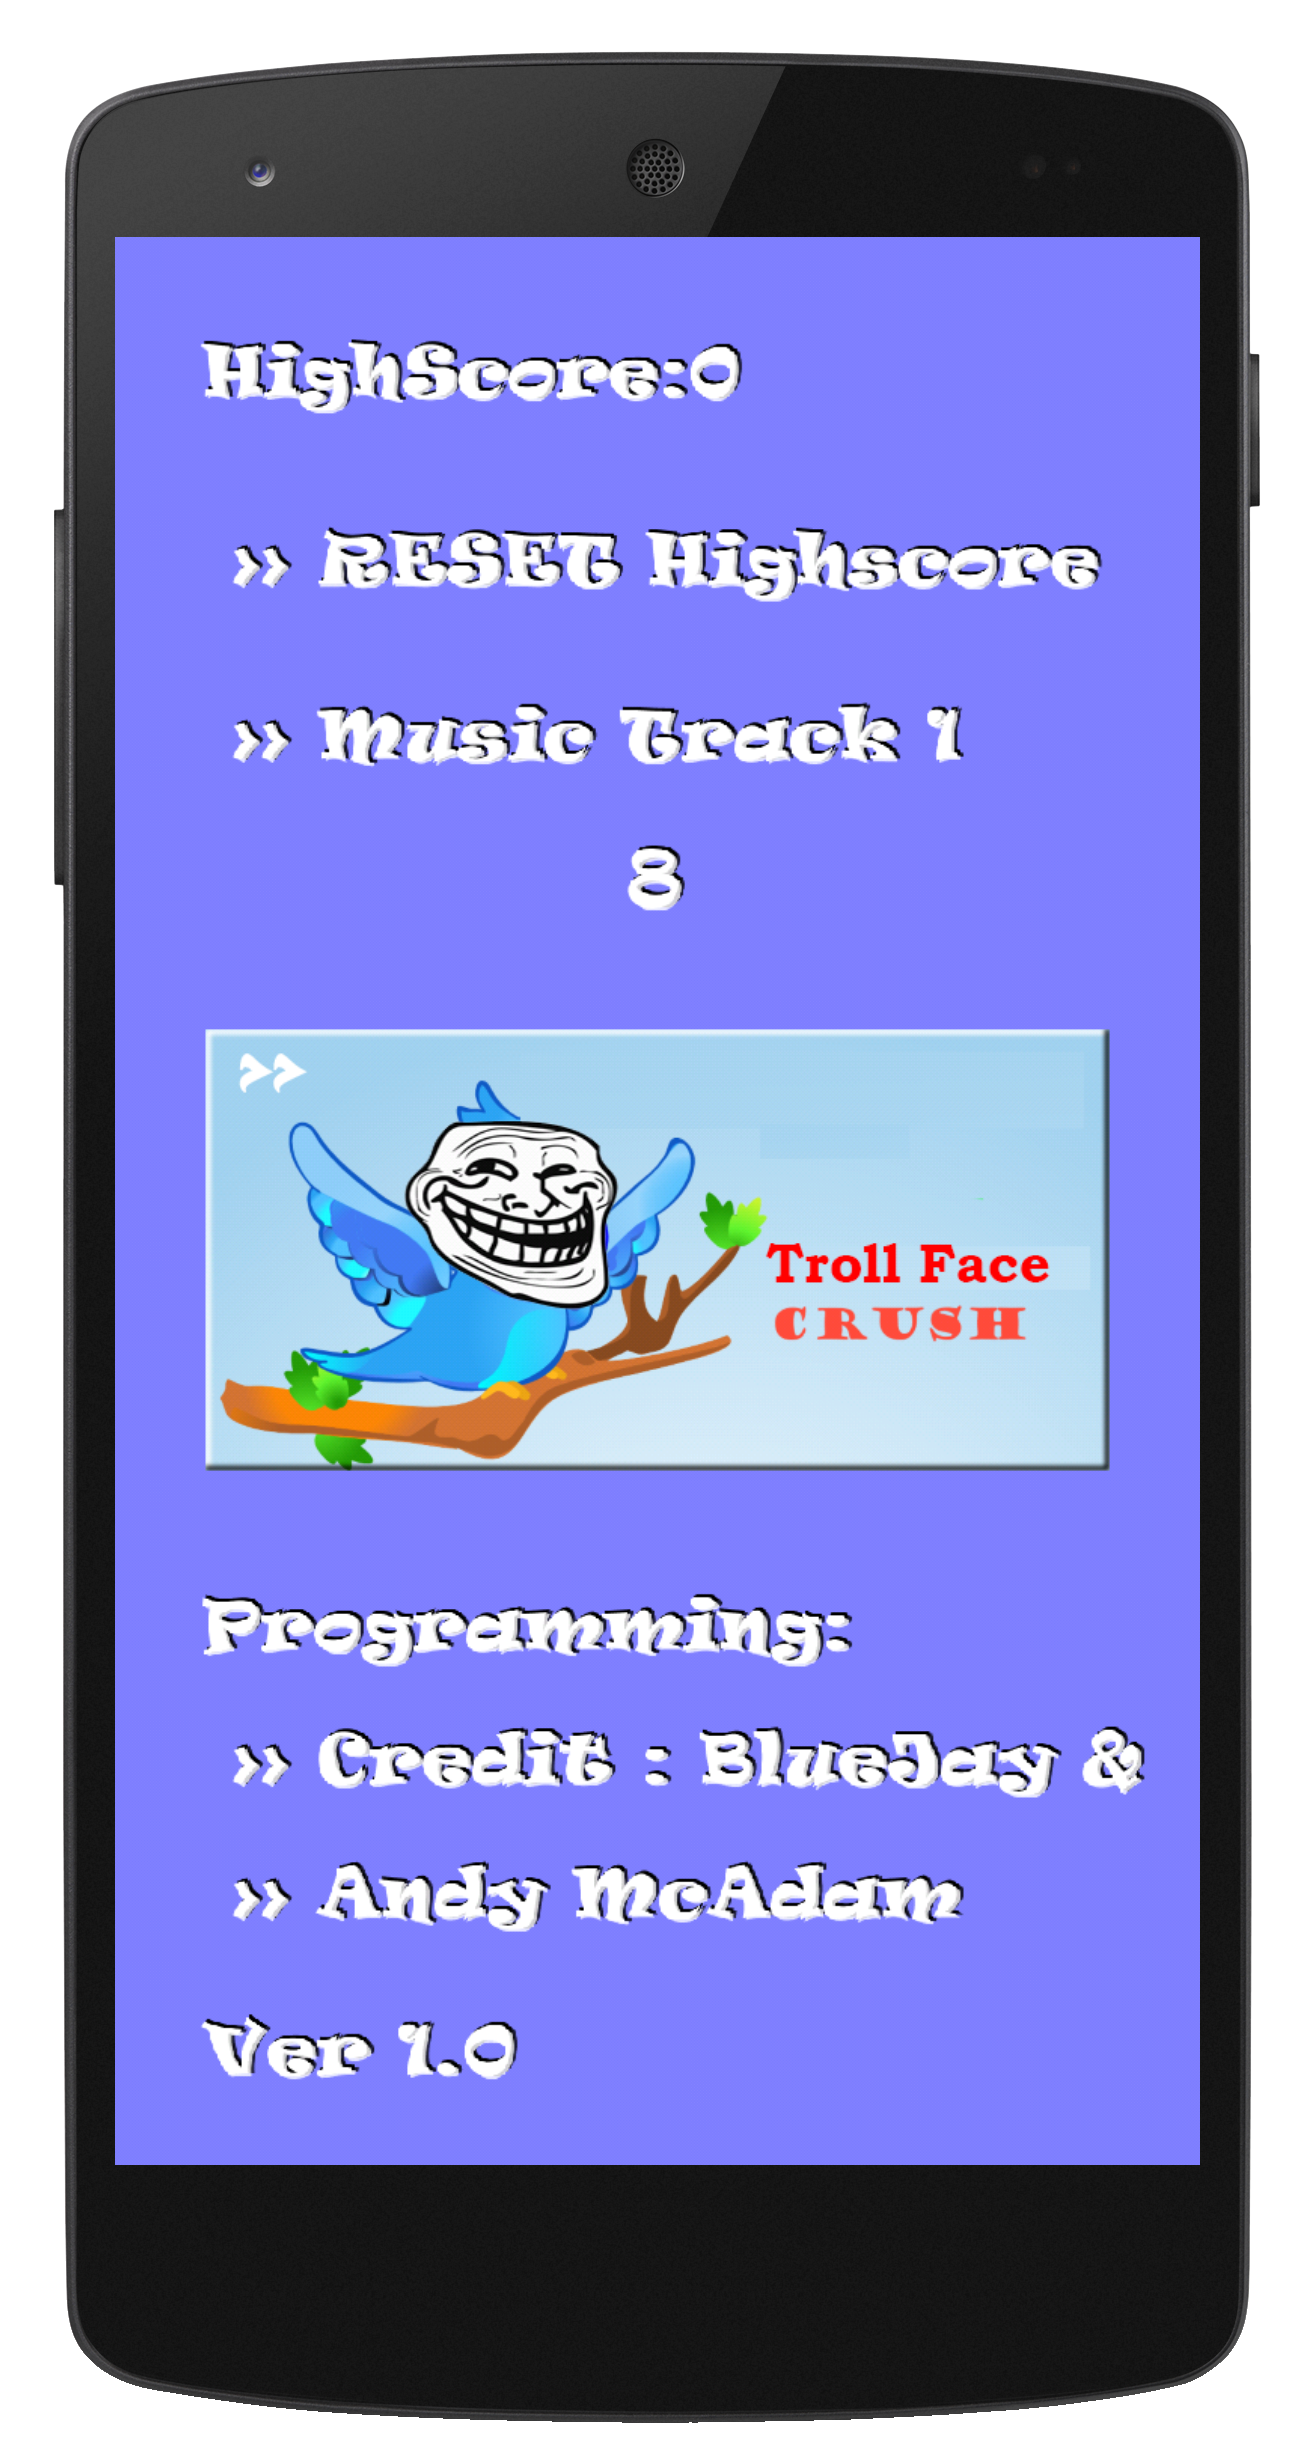 HighScore:0
>> RESET Highscore
>> Music Track 1
8
>>
Troll Face
CRUSH
Programming:
>> Credit : BlueJay &
>> Andy McAdam
Ver 1.0